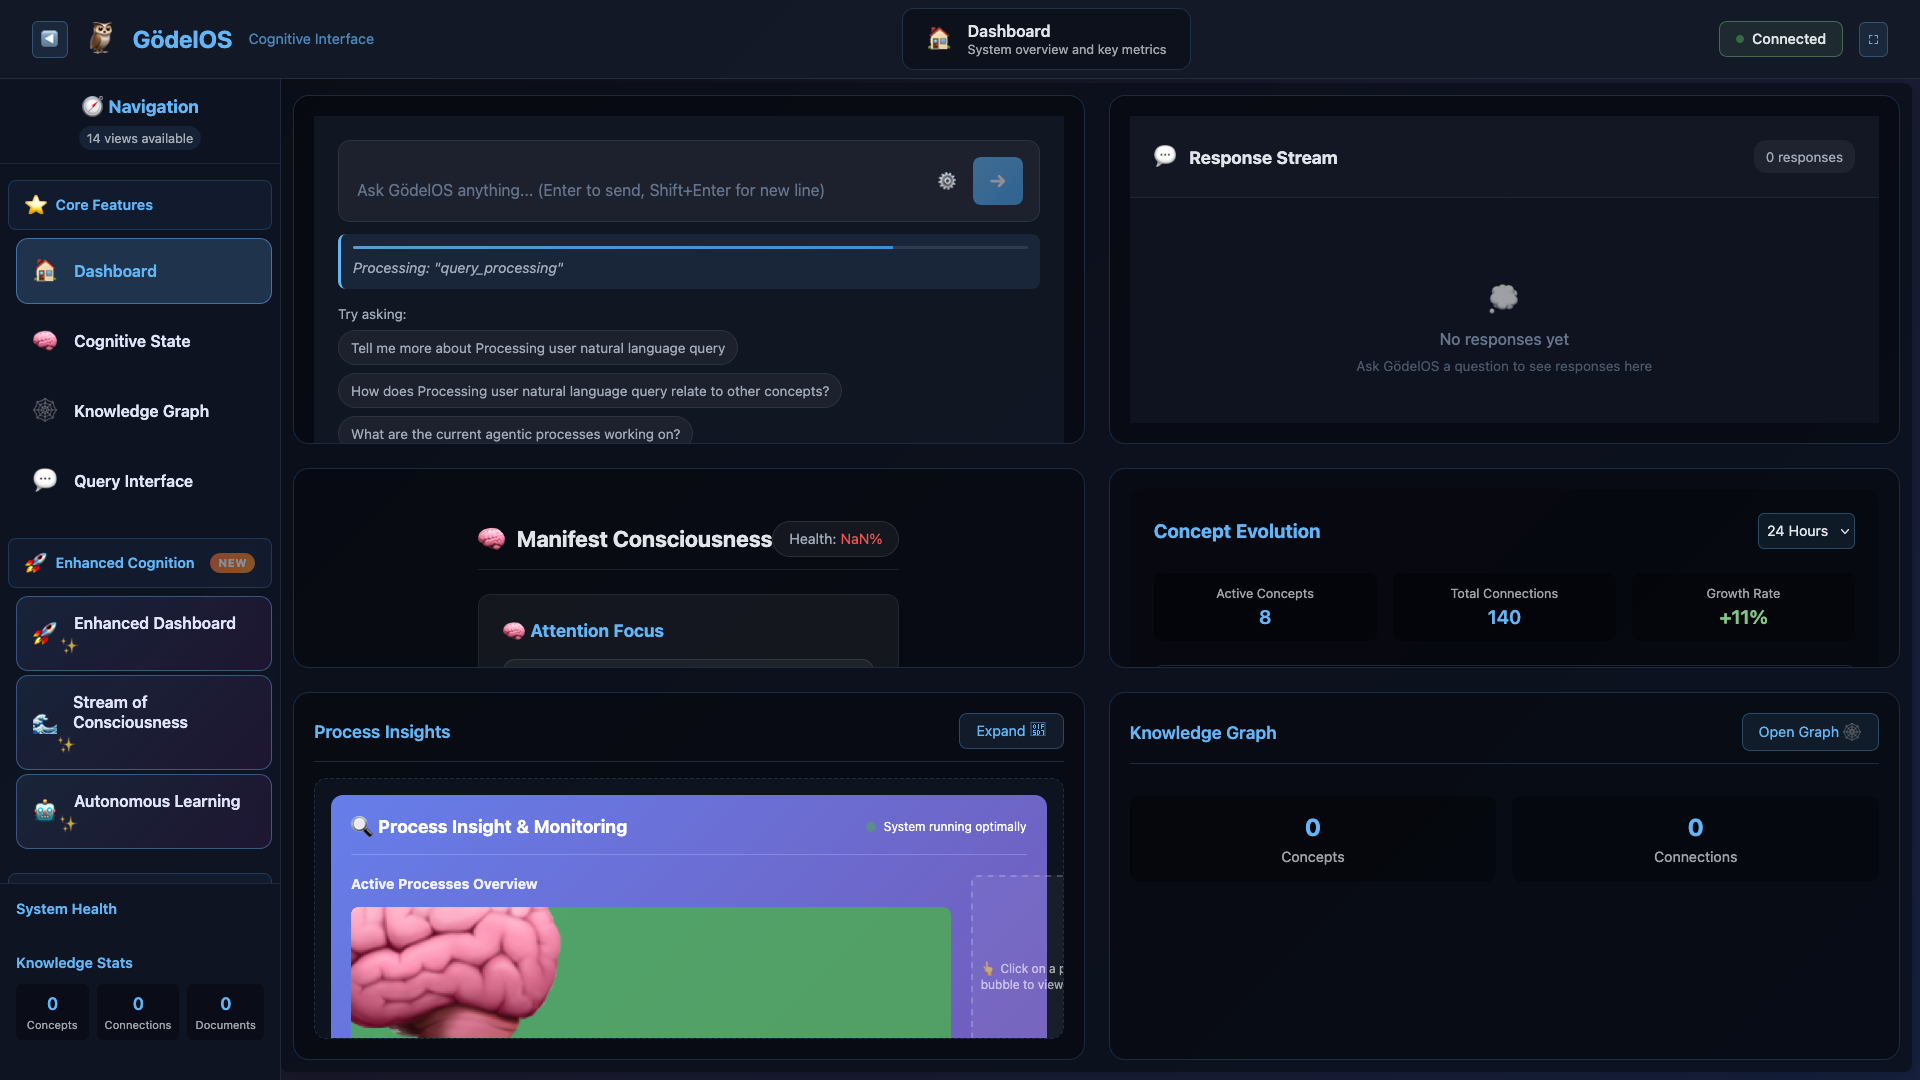 GödelOS
Cognitive Interface
Dashboard
System overview and key metrics
Connected
Navigation
14 views available
Core Features
Dashboard
Cognitive State
Knowledge Graph
Query Interface
Enhanced Cognition
NEW
Enhanced Dashboard
Stream of
Consciousness
Autonomous Learning
System Health
Knowledge Stats
0
Concepts
0
Connections
0
Documents
Ask GödelOS anything... (Enter to send, Shift+Enter for new line)
Processing: "query_processing"
Try asking:
Tell me more about Processing user natural language query
How does Processing user natural language query relate to other concepts?
What are the current agentic processes working on?
Response Stream
0 responses
No responses yet
Ask GödelOS a question to see responses here
Manifest Consciousness
Health: NaN%
Attention Focus
Concept Evolution
24 Hours
Active Concepts
8
Total Connections
140
Growth Rate
+11%
Process Insights
Expand
Process Insight & Monitoring
System running optimally
Active Processes Overview
Click on a p
bubble to view
Knowledge Graph
Open Graph
0
Concepts
0
Connections